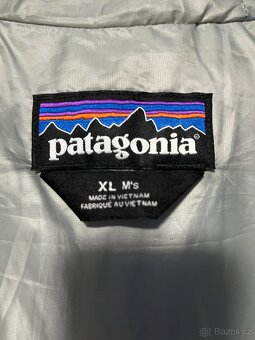 patagonia®
XL M's
MADE IN VIETNAM
FABRIQUÉ AU VIETNAM
© Bazos.cz